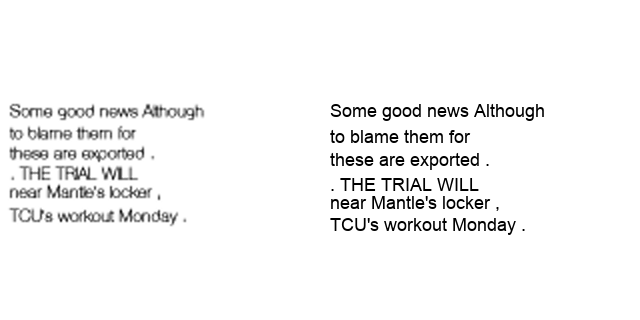 Some good news Although
to blame them for
these are exported .
. THE TRIAL WILL
near Mantle's locker ,
TCU's workout Monday .
Some good news Although
to blame them for
these are exported .
. THE TRIAL WILL
near Mantle's locker ,
TCU's workout Monday .